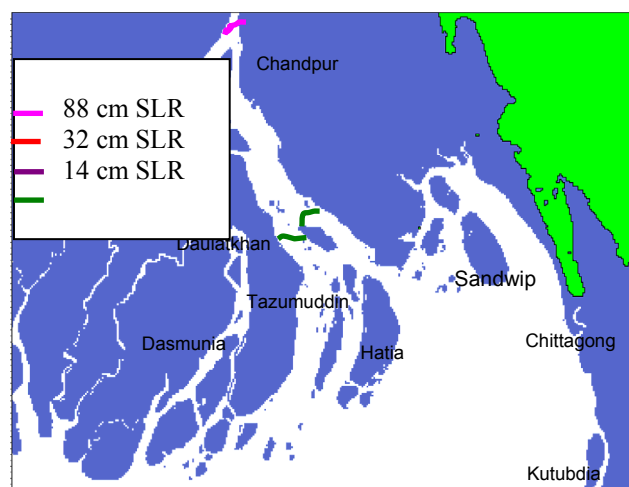 Chandpur
88 cm SLR
32 cm SLR
14 cm SLR
Daulatkhan
Sandwip
Tazumuddin
Dasmunia
Hatia
Chittagong
Kutubdia